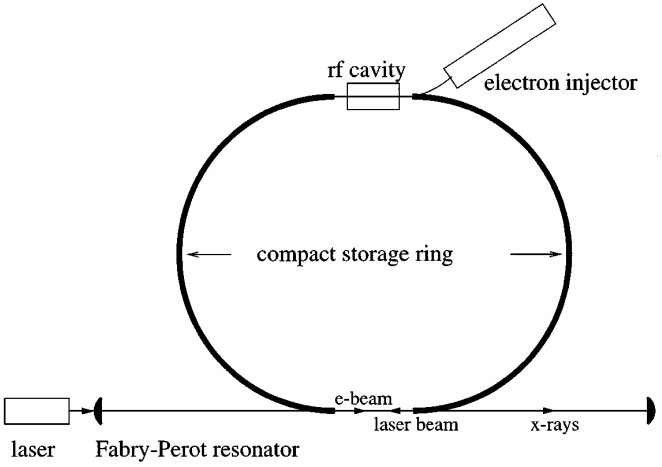 rf cavity
electron injector
compact storage ring
e-beam
laser beam
x-rays
laser
Fabry-Perot resonator